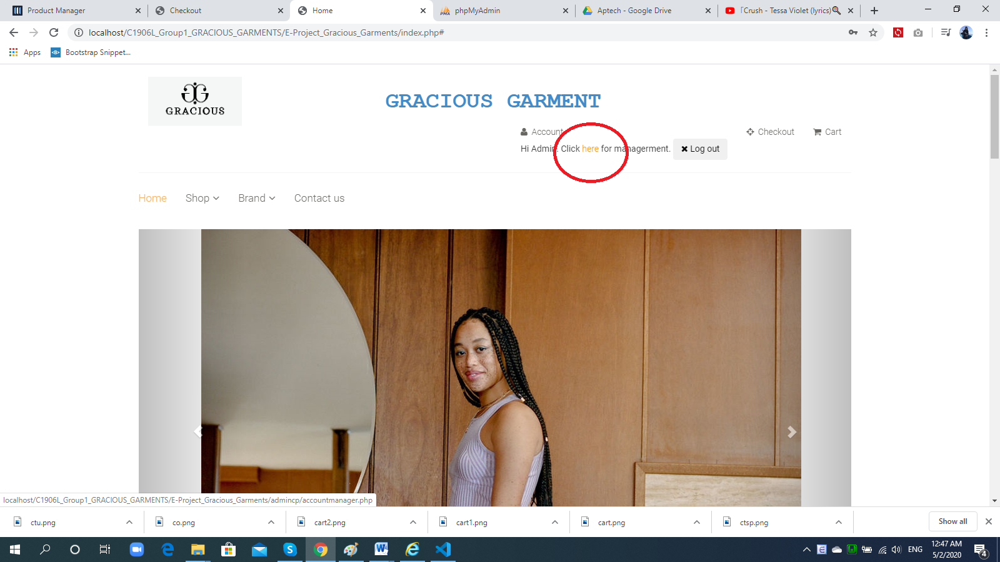 Product Manager
Checkout
Home
phpMyAdmin
Aptech - Google Drive
「Crush - Tessa Violet (lyrics)
localhost/C1906L_Group1_GRACIOUS_GARMENTS/E-Project_Gracious_Garments/index.php#
Apps
Bootstrap Snippet...
GRACIOUS
GRACIOUS GARMENT
Account
Checkout
Cart
Hi Admin. Click here for managerment.
Log out
Home
Shop
Brand
Contact us
localhost/C1906L_Group1_GRACIOUS_GARMENTS/E-Project_Gracious_Garments/admincp/accountmanager.php
ctu.png
co.png
cart2.png
cart1.png
cart.png
ctsp.png
Show all
ENG
12:47 AM
5/2/2020
4